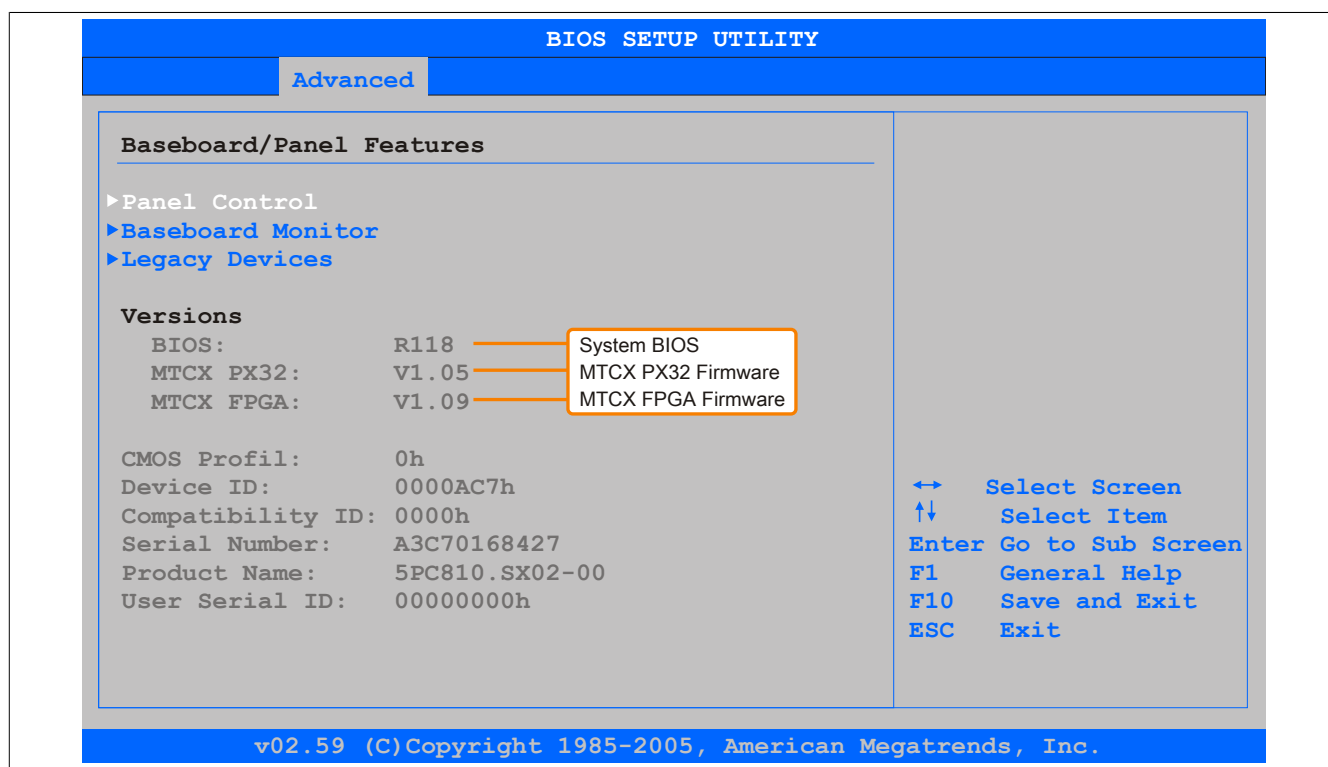 BIOS SETUP UTILITY
Advanced
Baseboard/Panel Features
▶Panel Control
▶Baseboard Monitor
▶Legacy Devices
Versions
BIOS: R118 System BIOS
MTCX PX32: V1.05 MTCX PX32 Firmware
MTCX FPGA: V1.09 MTCX FPGA Firmware
CMOS Profil: 0h
Device ID: 0000AC7h
Compatibility ID: 0000h
Serial Number: A3C70168427
Product Name: 5PC810.SX02-00
User Serial ID: 00000000h
↔ Select Screen
↑↓ Select Item
Enter Go to Sub Screen
F1 General Help
F10 Save and Exit
ESC Exit
v02.59 (C)Copyright 1985-2005, American Megatrends, Inc.